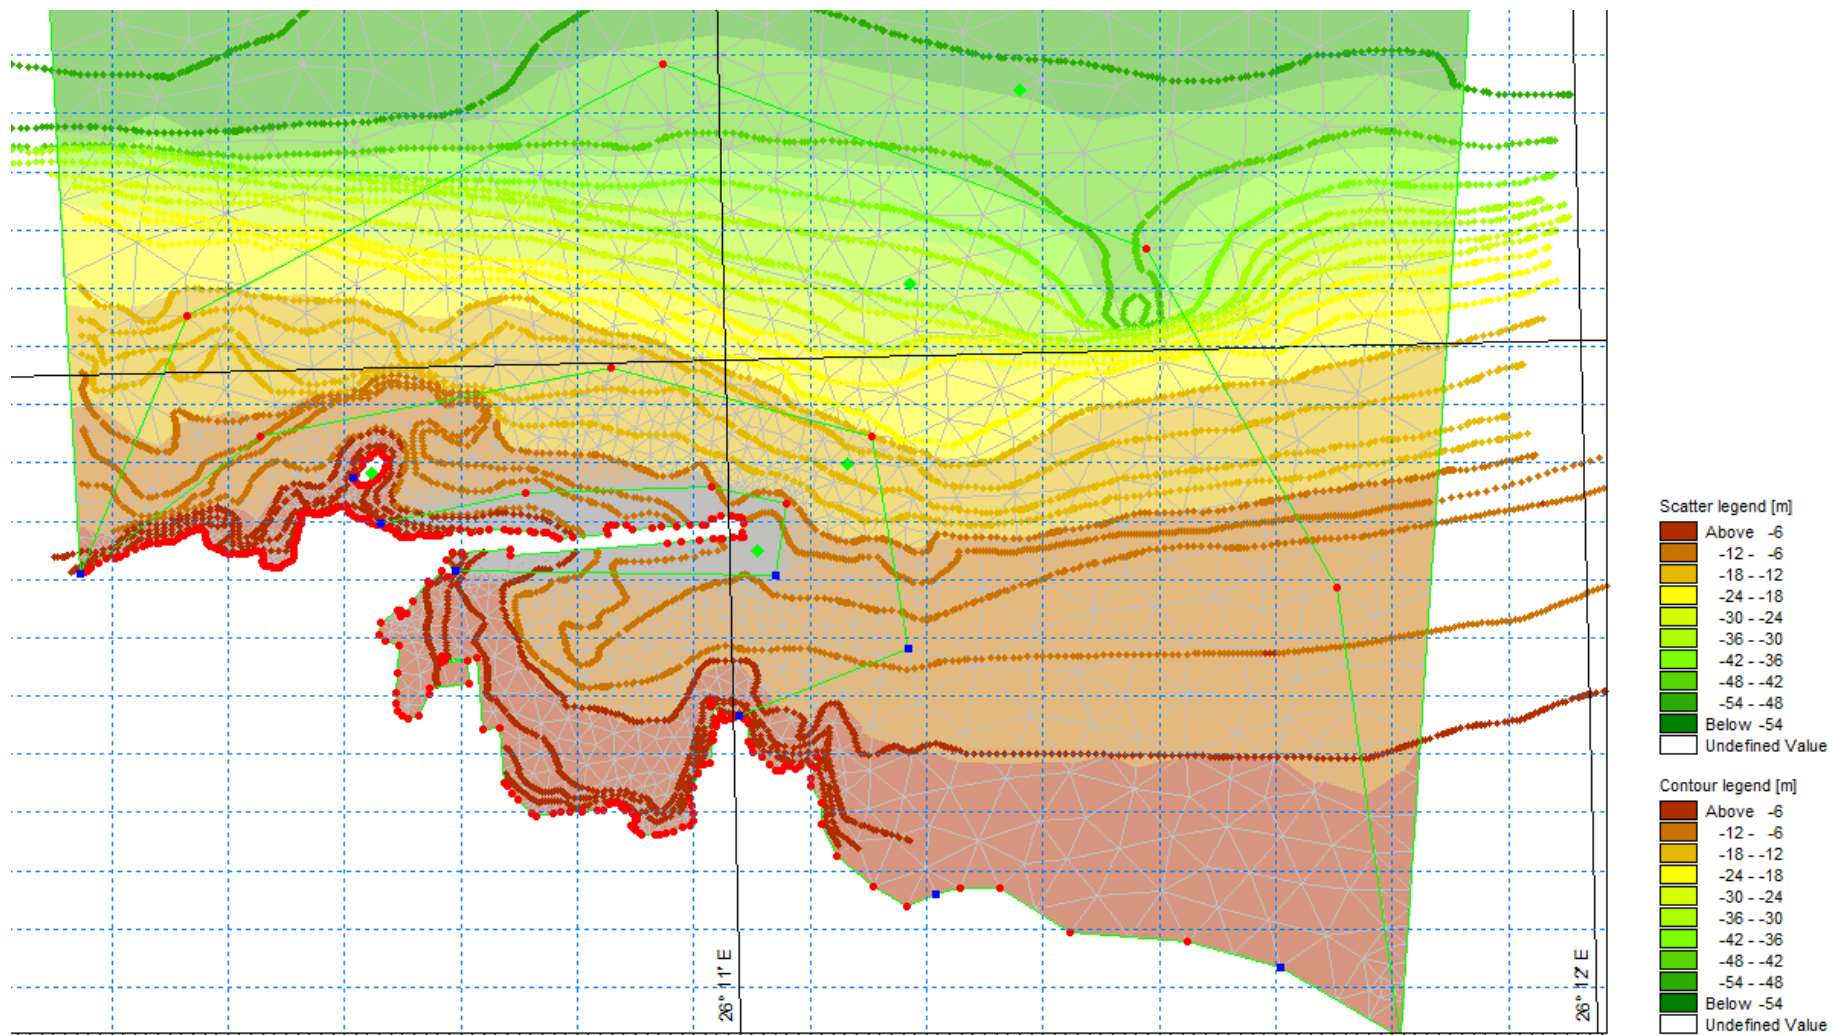 Scatter legend [m]
Above -6
-12 - -6
-18 - -12
-24 - -18
-30 - -24
-36 - -30
-42 - -36
-48 - -42
-54 - -48
Below -54
Undefined Value
Contour legend [m]
Above -6
-12 - -6
-18 - -12
-24 - -18
-30 - -24
-36 - -30
-42 - -36
-48 - -42
-54 - -48
Below -54
Undefined Value
26° 11' E
26° 12' E